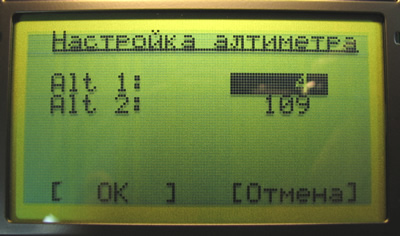 Настройка алтиметра
Alt 1: 4
Alt 2: 109
[ OK ] [Отмена]